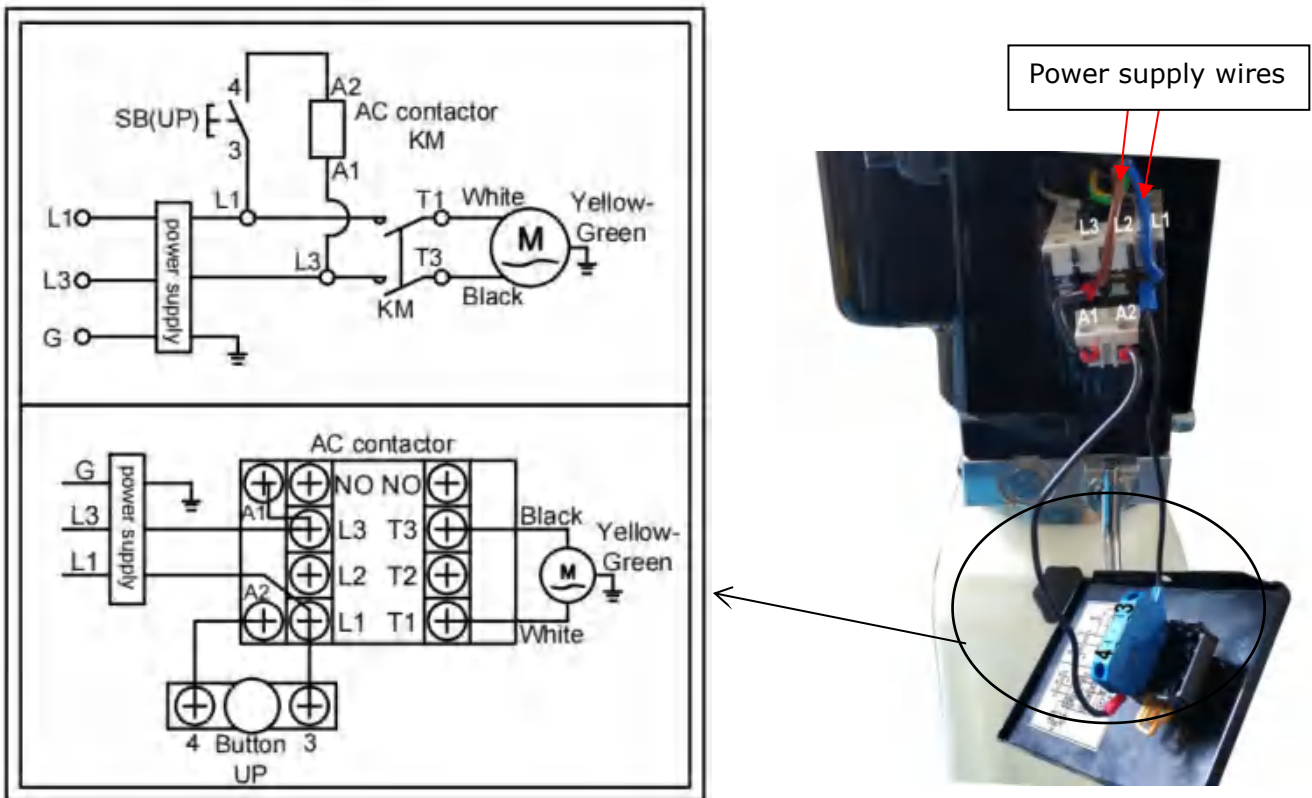 4
A2
SB(UP)
AC contactor
KM
3
A1
L1
T1
White
Yellow-
Green
L1
power supply
M
L3
L3
T3
KM
Black
G
AC contactor
G
power supply
NO NO
A1
L3
L3
T3
Black
Yellow-
Green
L1
L2
T2
M
A2
L1
T1
White
4
Button
3
UP
Power supply wires
L3
L2
L1
A1
A2
3
4